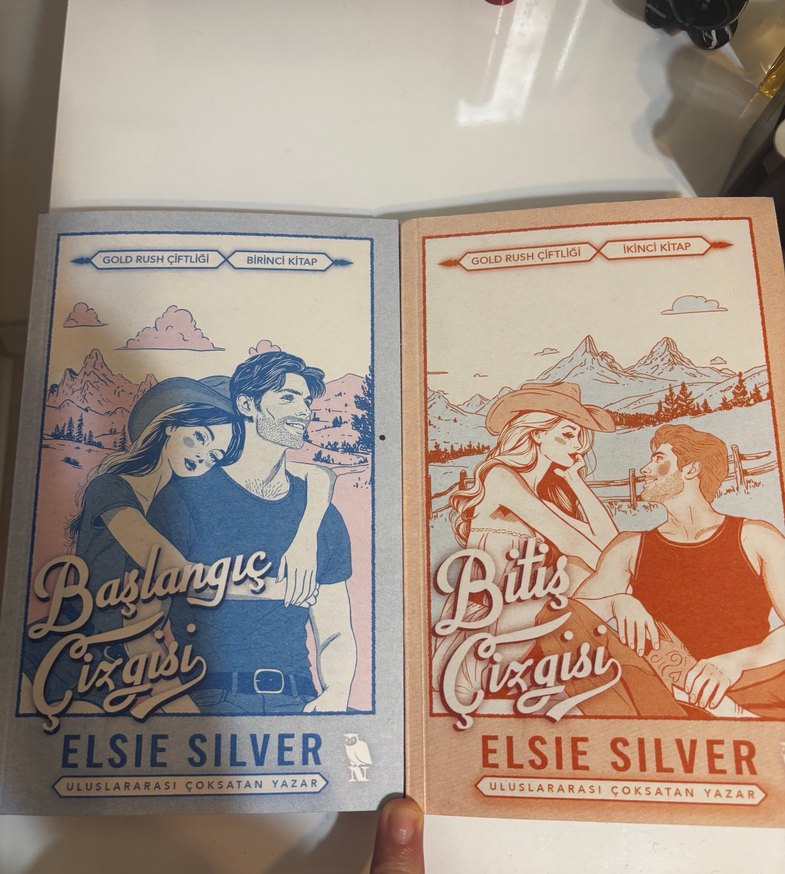 GOLD RUSH ÇİFTLİĞİ BİRİNCİ KİTAP
Başlangıç
Çizgisi
ELSIE SILVER
ULUSLARARASI ÇOKSATAN YAZAR
GOLD RUSH ÇİFTLİĞİ İKİNCİ KİTAP
Bitiş
Çizgisi
ELSIE SILVER
ULUSLARARASI ÇOKSATAN YAZAR